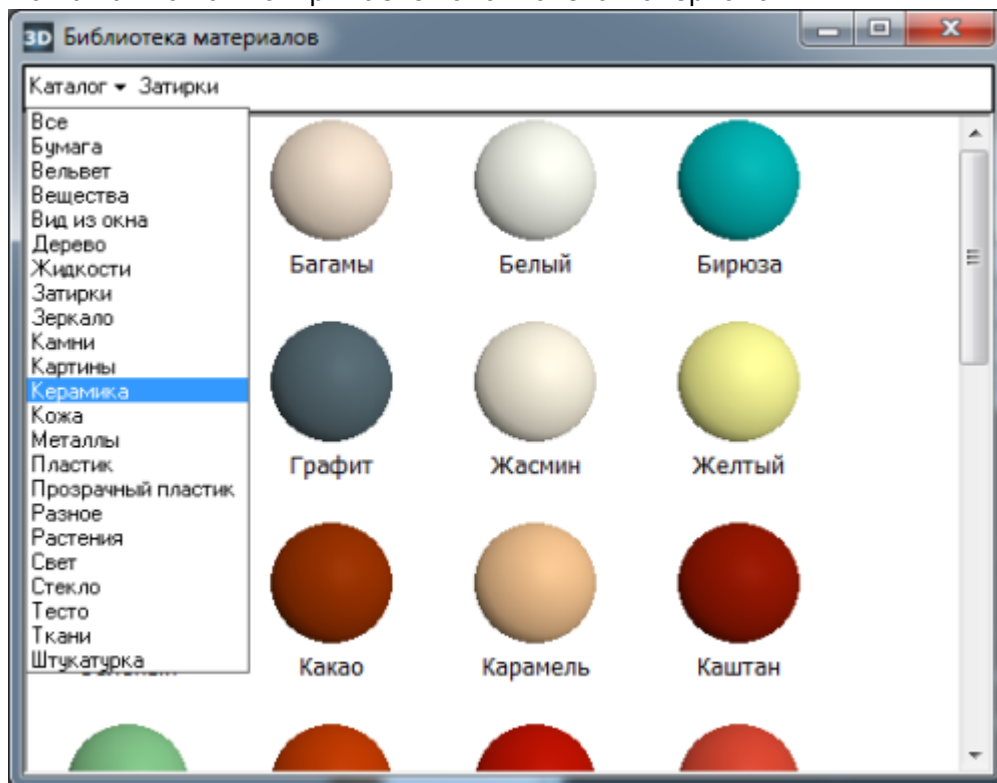 3D Библиотека материалов
Каталог Затирки
Все
Бумага
Вельвет
Вещества
Вид из окна
Дерево
Жидкости
Затирки
Зеркало
Камни
Картины
Керамика
Кожа
Металлы
Пластик
Прозрачный пластик
Разное
Растения
Свет
Стекло
Тесто
Ткани
Штукатурка
Багамы Белый Бирюза
Графит Жасмин Желтый
Какао Карамель Каштан